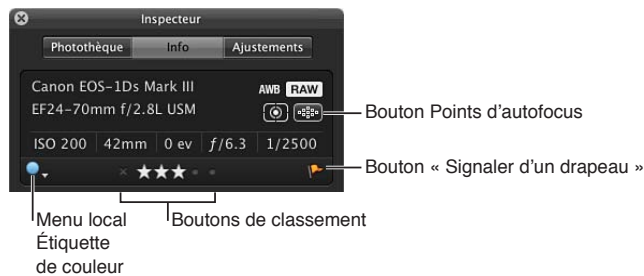 Inspecteur
Photothèque Info Ajustements
Canon EOS-1Ds Mark III AWB RAW
EF24–70mm f/2.8L USM
Bouton Points d'autofocus
ISO 200 42mm 0 ev ƒ/6.3 1/2500
Bouton « Signaler d'un drapeau »
Menu local
Étiquette
de couleur
Boutons de classement